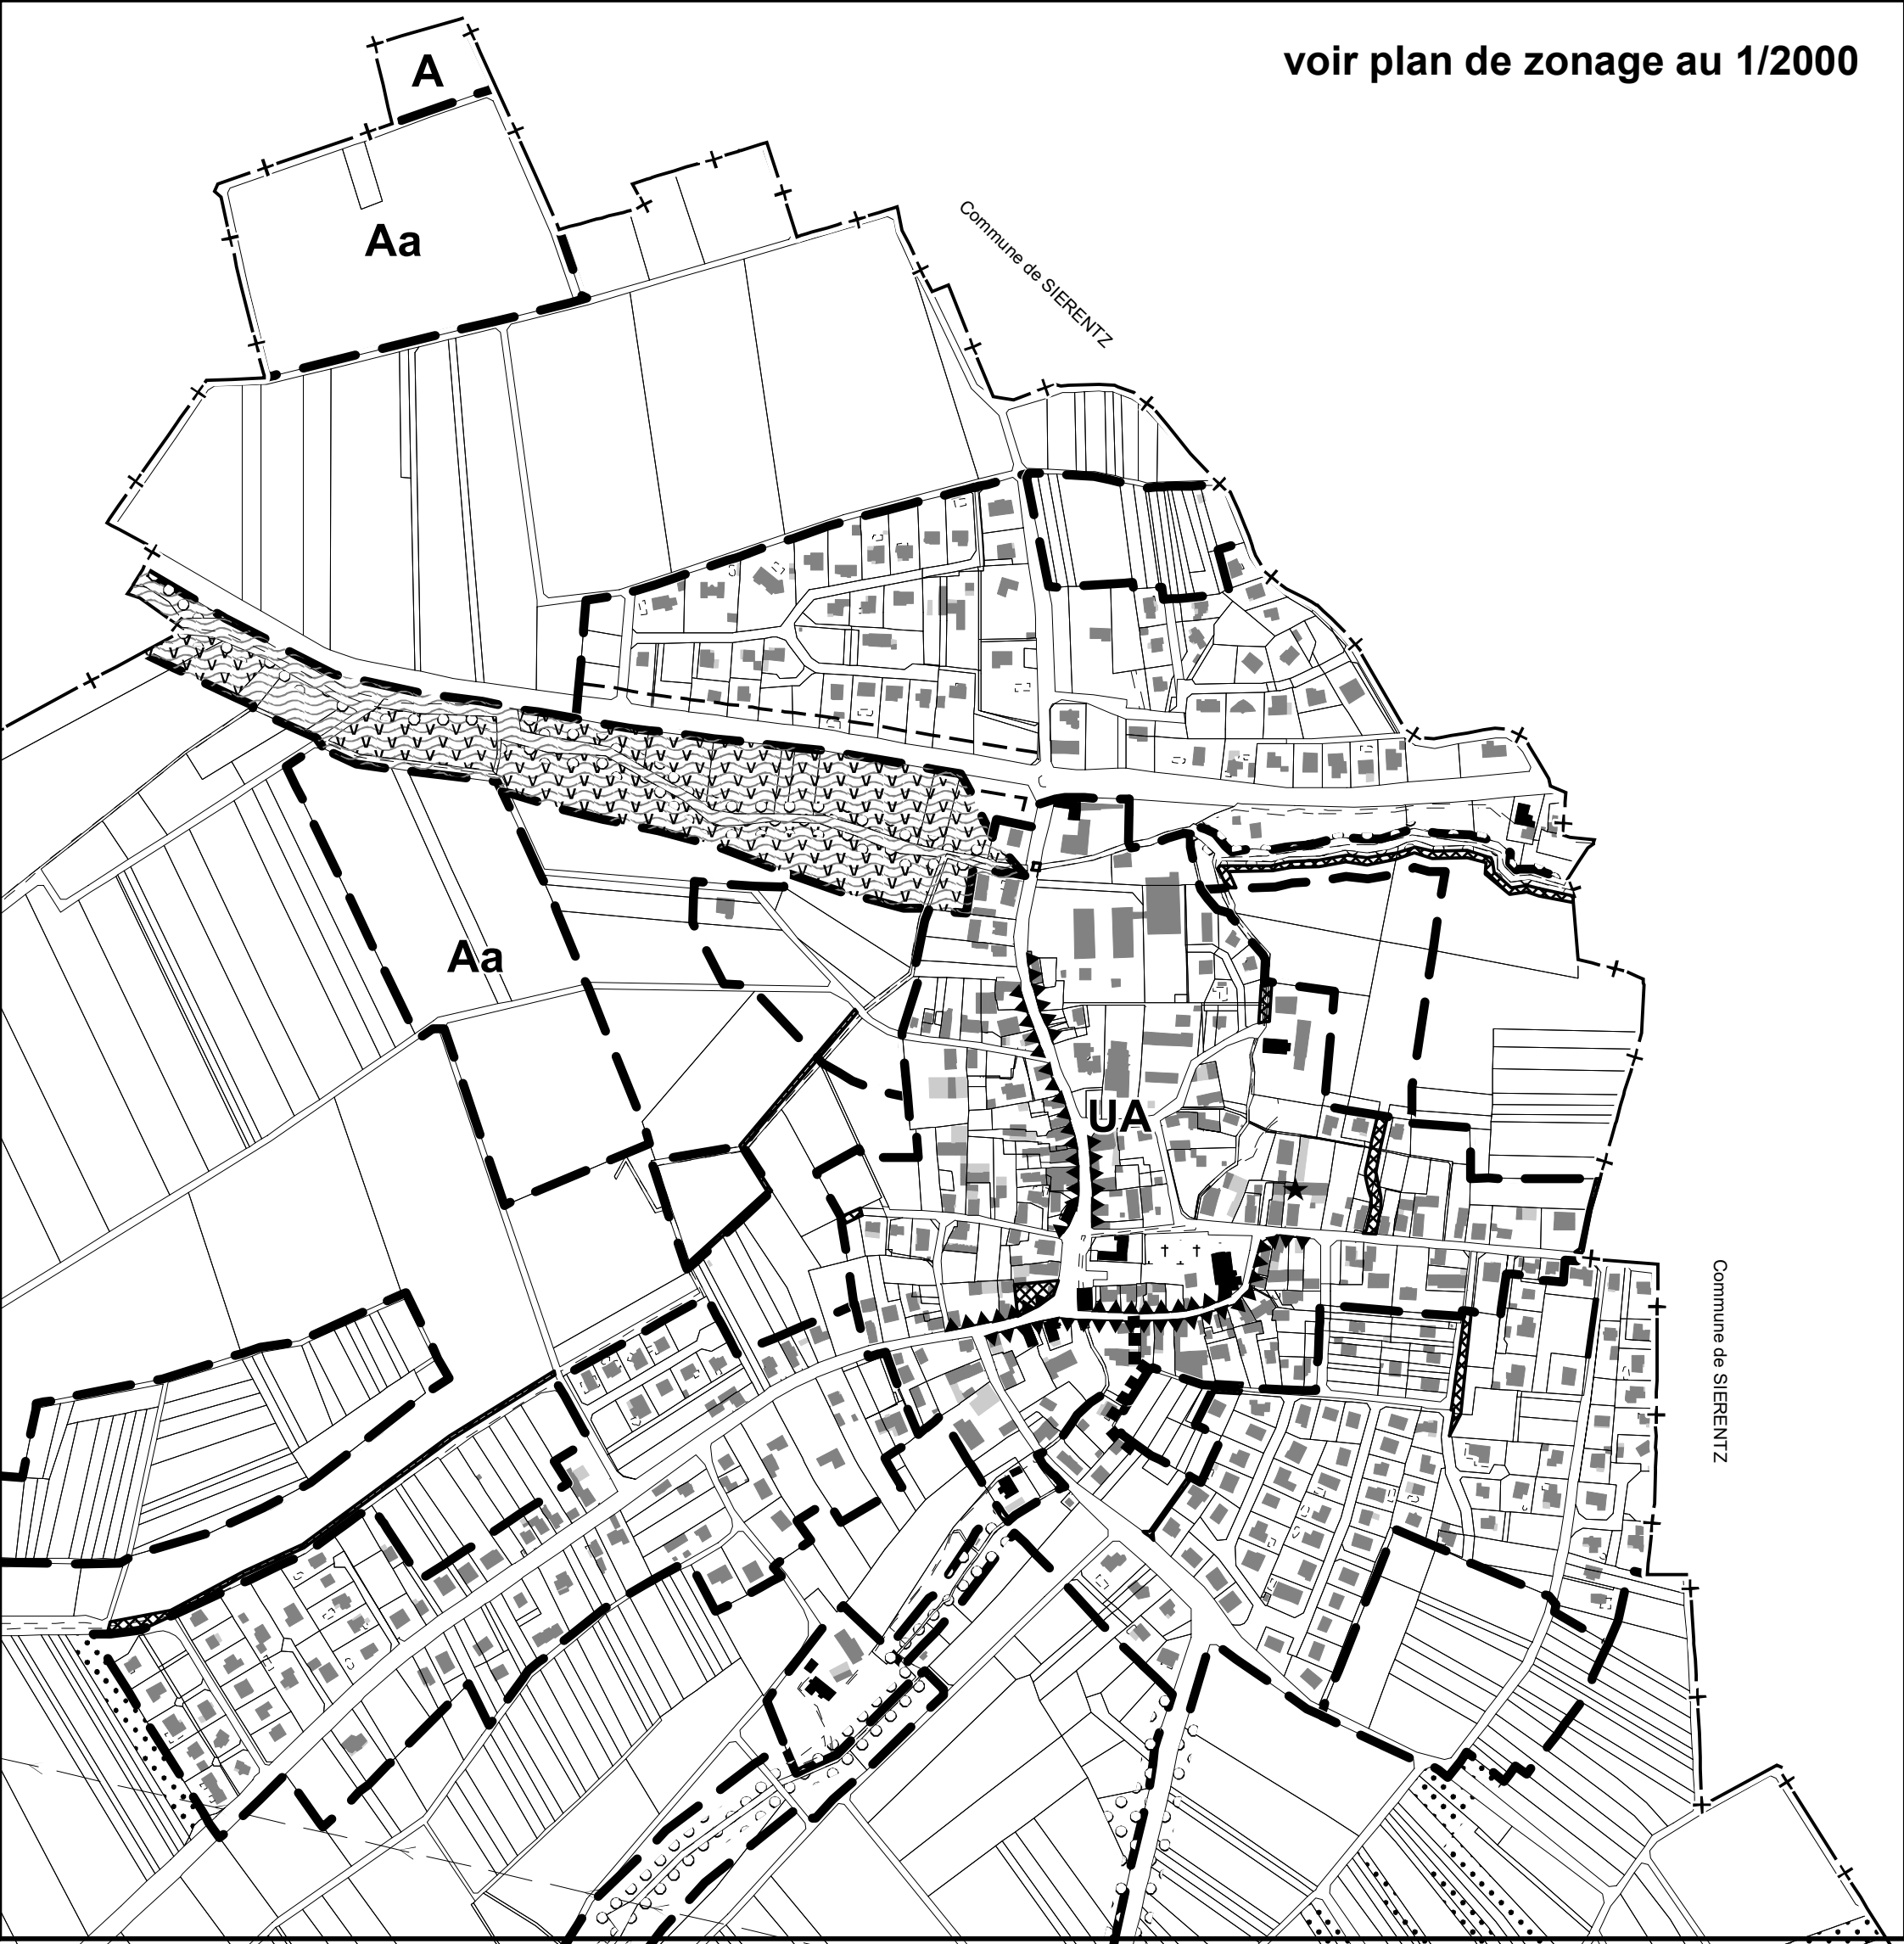 voir plan de zonage au 1/2000
A
Aa
Commune de SIERENTZ
Aa
UA
Commune de SIERENTZ